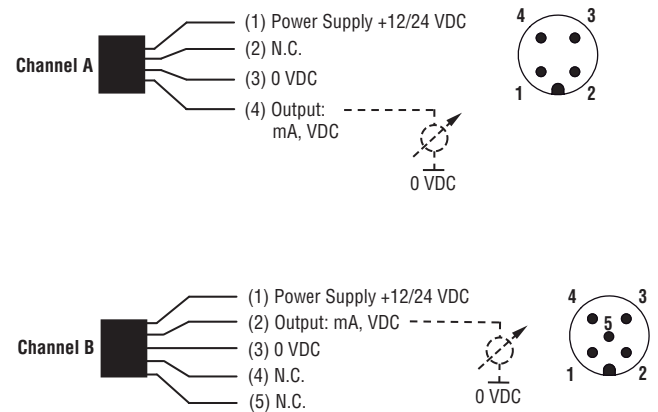 Channel A
(1) Power Supply +12/24 VDC
(2) N.C.
(3) 0 VDC
(4) Output:
mA, VDC
0 VDC
4 3
1 2
Channel B
(1) Power Supply +12/24 VDC
(2) Output: mA, VDC
(3) 0 VDC
(4) N.C.
(5) N.C.
0 VDC
4 3
5
1 2